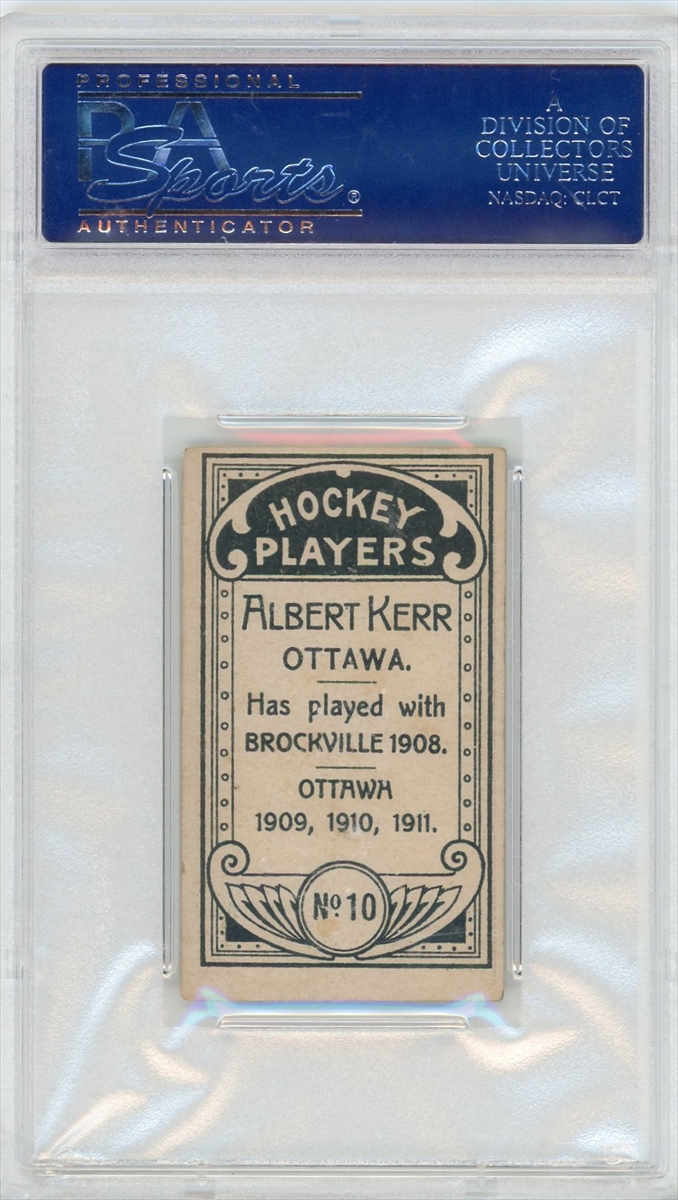 PROFESSIONAL
PSA
Sports®
AUTHENTICATOR
A
DIVISION OF
COLLECTORS
UNIVERSE
NASDAQ: CLCT
HOCKEY
PLAYERS
ALBERT KERR
OTTAWA.
Has played with
BROCKVILLE 1908.
OTTAWA
1909, 1910, 1911.
No 10